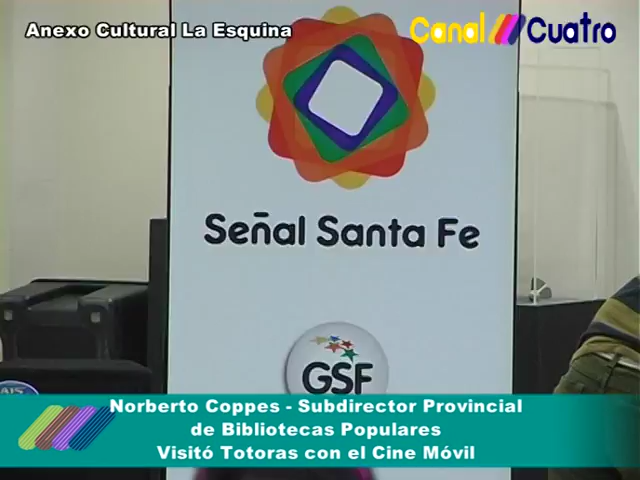 Anexo Cultural La Esquina
Canal Cuatro
Señal Santa Fe
GSF
Norberto Coppes - Subdirector Provincial
de Bibliotecas Populares
Visitó Totoras con el Cine Móvil